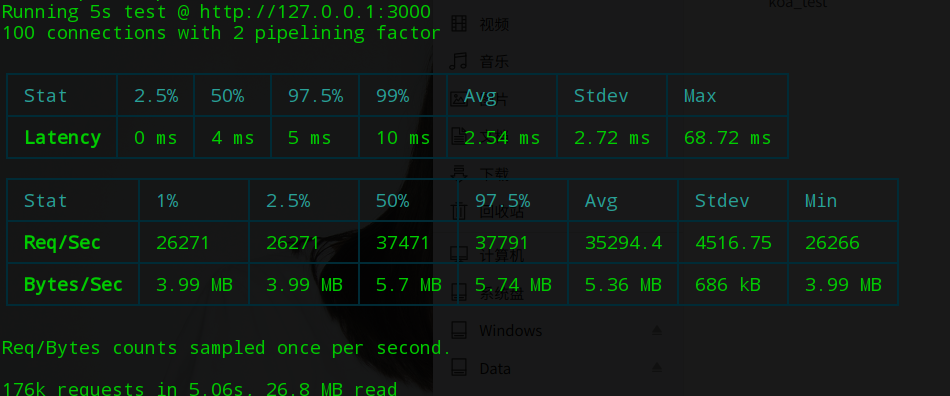 Running 5s test @ http://127.0.0.1:3000
100 connections with 2 pipelining factor
Stat 2.5% 50% 97.5% 99% Avg Stdev Max
Latency 0 ms 4 ms 5 ms 10 ms 2.54 ms 2.72 ms 68.72 ms
Stat 1% 2.5% 50% 97.5% Avg Stdev Min
Req/Sec 26271 26271 37471 37791 35294.4 4516.75 26266
Bytes/Sec 3.99 MB 3.99 MB 5.7 MB 5.74 MB 5.36 MB 686 kB 3.99 MB
Req/Bytes counts sampled once per second.
176k requests in 5.06s, 26.8 MB read
koa_test
视频
音乐
下载
回收站
计算机
系统盘
Windows
Data